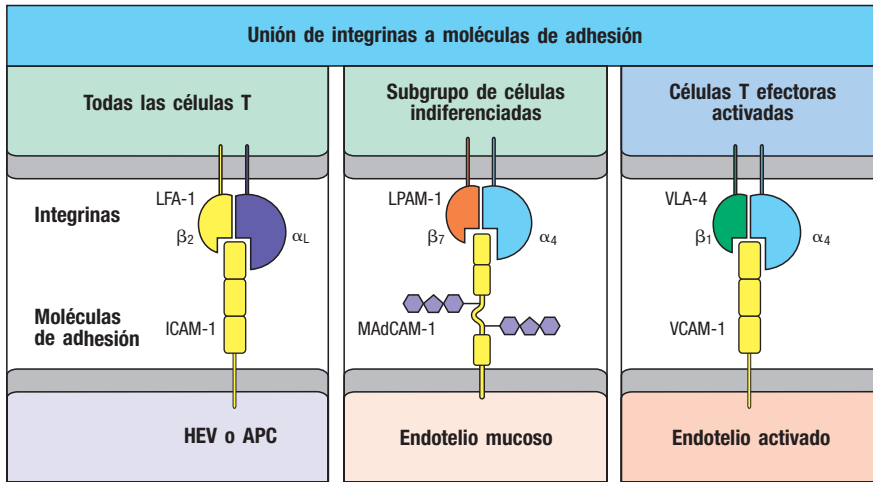 Unión de integrinas a moléculas de adhesión
Todas las células T
Subgrupo de células
indiferenciadas
Células T efectoras
activadas
Integrinas
LFA-1
β2
αL
LPAM-1
β7
α4
VLA-4
β1
α4
Moléculas
de adhesión
ICAM-1
MAdCAM-1
VCAM-1
HEV o APC
Endotelio mucoso
Endotelio activado